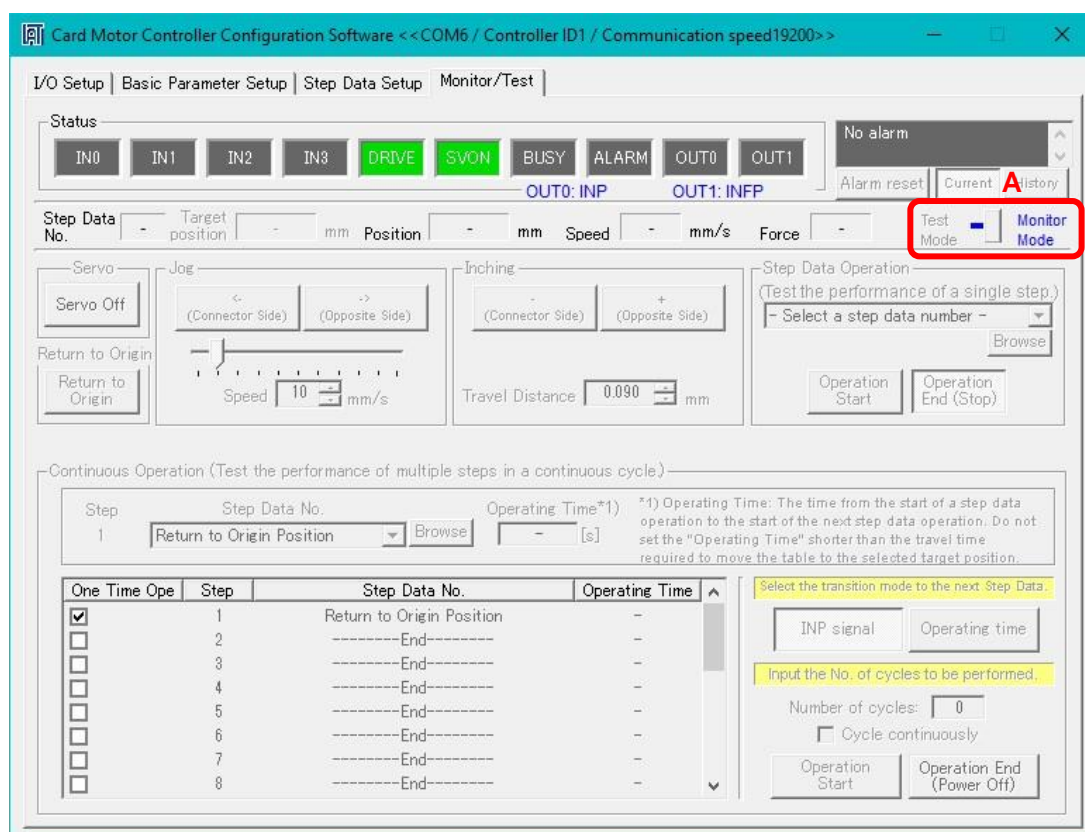 Card Motor Controller Configuration Software <<COM6 / Controller ID1 / Communication speed19200>>
I/O Setup Basic Parameter Setup Step Data Setup Monitor/Test
Status
IN0 IN1 IN2 IN3 DRIVE SVON BUSY ALARM OUT0 OUT1
OUT0: INP OUT1: INFP
No alarm
Alarm reset Current History
A
Step Data No. - Target position - mm Position - mm Speed - mm/s Force -
Test Mode Monitor Mode
Servo
Servo Off
Return to Origin
Return to
Origin
Jog
<-
(Connector Side)
->
(Opposite Side)
Speed 10 mm/s
Inching
-
(Connector Side)
+
(Opposite Side)
Travel Distance 0.090 mm
Step Data Operation
(Test the performance of a single step.)
- Select a step data number -
Browse
Operation
Start
Operation
End (Stop)
Continuous Operation (Test the performance of multiple steps in a continuous cycle.)
Step Step Data No. Operating Time*1)
1 Return to Origin Position Browse - [s]
*1) Operating Time: The time from the start of a step data
operation to the start of the next step data operation. Do not
set the "Operating Time" shorter than the travel time
required to move the table to the selected target position.
One Time Ope Step Step Data No. Operating Time
1 Return to Origin Position -
2 --------End-------- -
3 --------End-------- -
4 --------End-------- -
5 --------End-------- -
6 --------End-------- -
7 --------End-------- -
8 --------End-------- -
Select the transition mode to the next Step Data.
INP signal Operating time
Input the No. of cycles to be performed.
Number of cycles: 0
Cycle continuously
Operation
Start
Operation End
(Power Off)